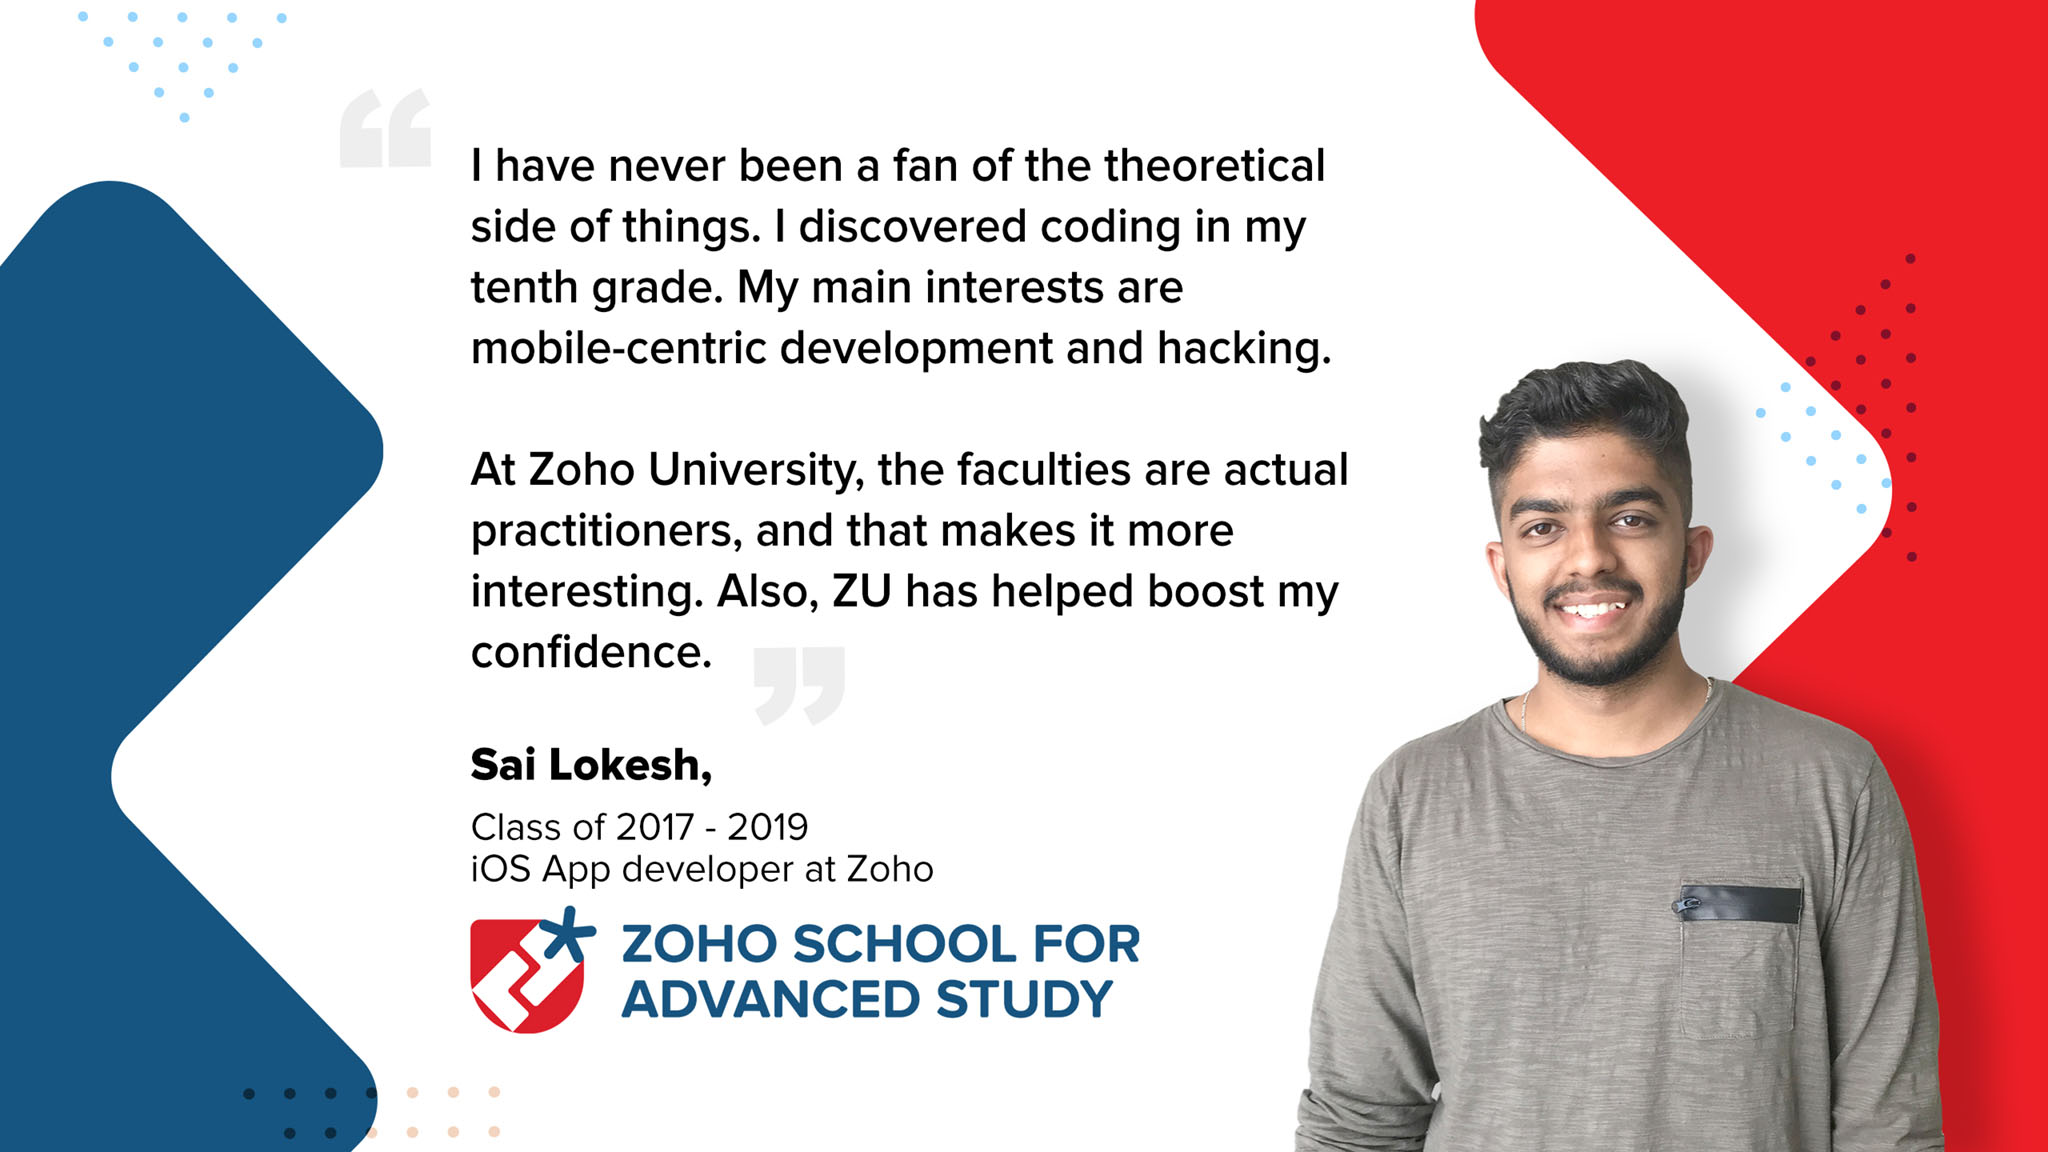 I have never been a fan of the theoretical
side of things. I discovered coding in my
tenth grade. My main interests are
mobile-centric development and hacking.
At Zoho University, the faculties are actual
practitioners, and that makes it more
interesting. Also, ZU has helped boost my
confidence.
Sai Lokesh,
Class of 2017 - 2019
iOS App developer at Zoho
ZOHO SCHOOL FOR
ADVANCED STUDY